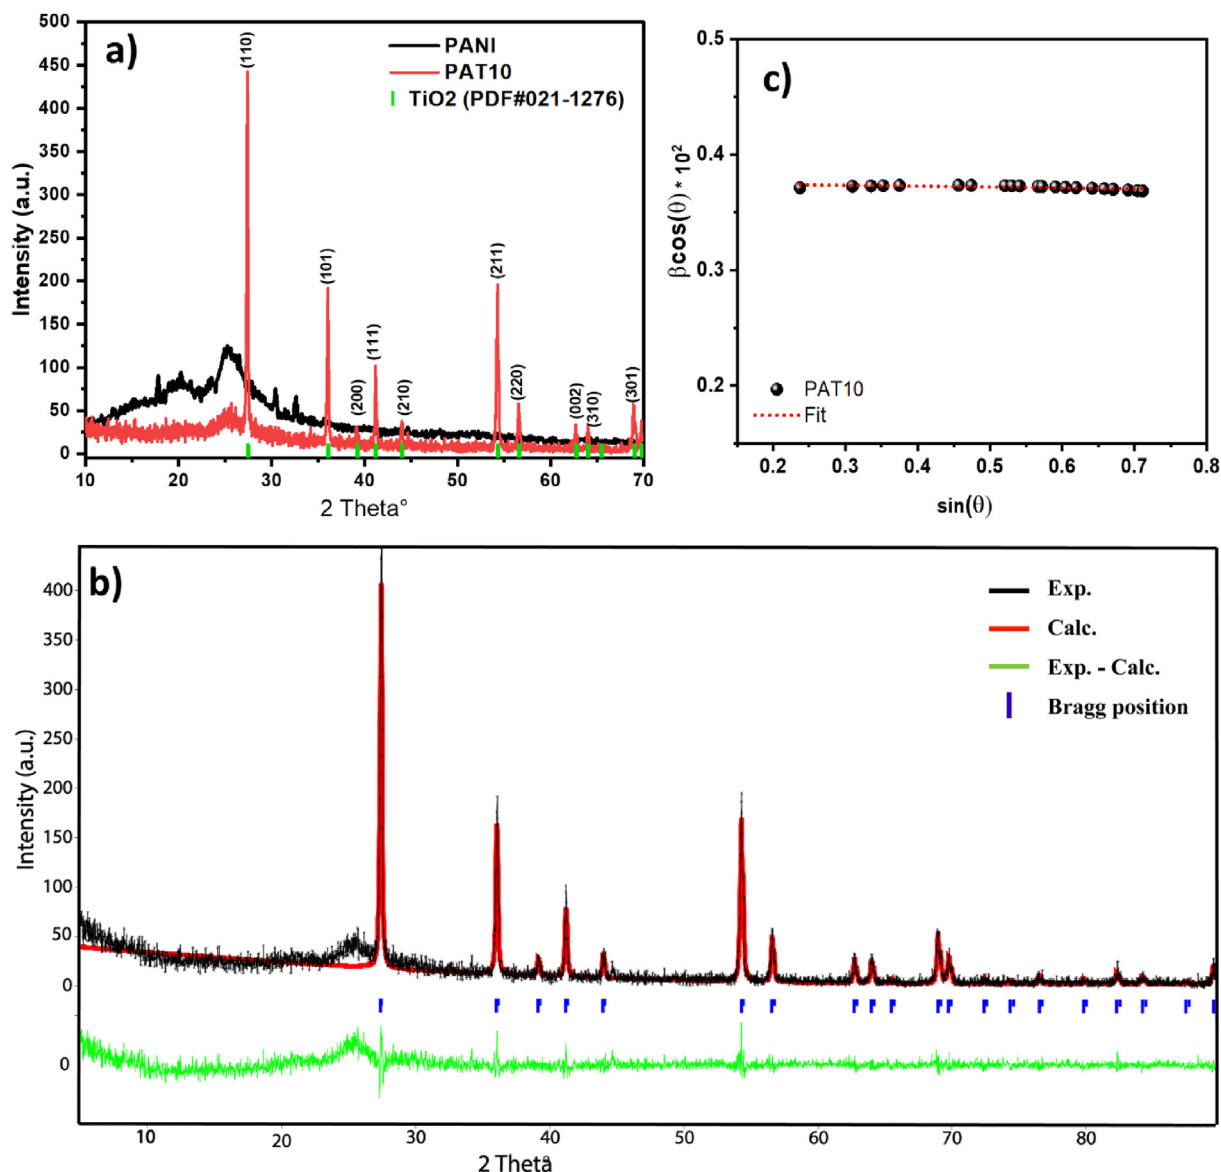 a)
PANI
PAT10
TiO2 (PDF#021-1276)
(110)
(101)
(200)
(111)
(210)
(211)
(220)
(002)
(310)
(301)
Intensity (a.u.)
500
450
400
350
300
250
200
150
100
50
0
10 20 30 40 50 60 70
2 Theta°
c)
βcos(θ) * 10²
0.5
0.4
0.3
0.2
PAT10
Fit
0.2 0.3 0.4 0.5 0.6 0.7 0.8
sin(θ)
b)
Exp.
Calc.
Exp. - Calc.
Bragg position
Intensity (a.u.)
400
350
300
250
200
150
100
50
0
0
10 20 30 40 50 60 70 80
2 Theta°